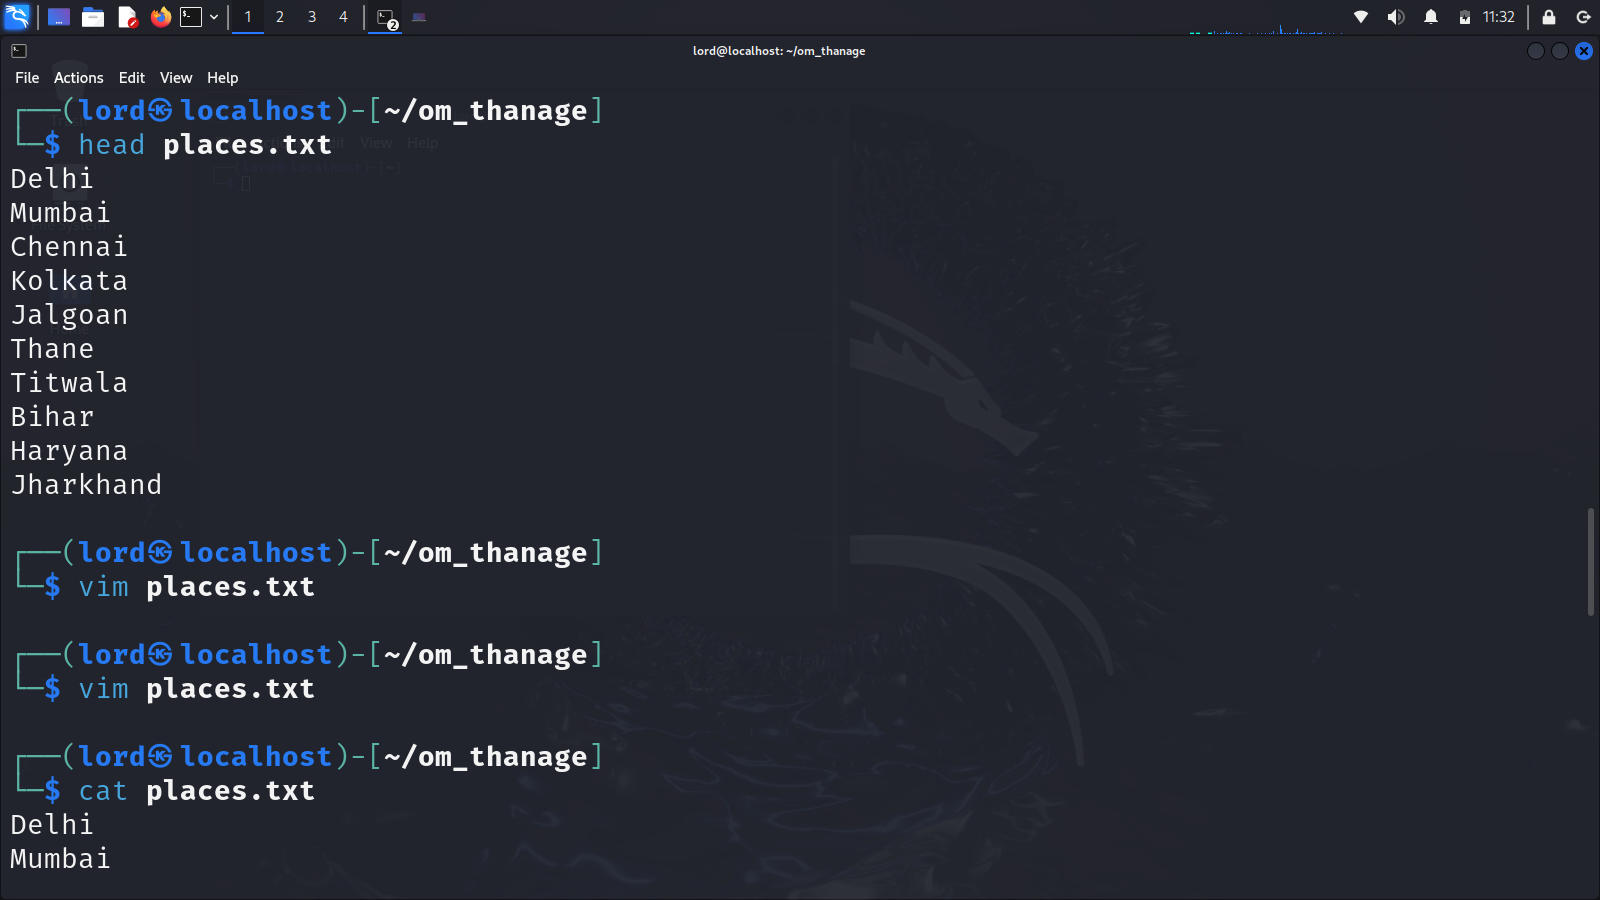 1 2 3 4 2 11:32
lord@localhost: ~/om_thanage
File Actions Edit View Help
┌──(lord㉿localhost)-[~/om_thanage]
└─$ head places.txt
Delhi
Mumbai
Chennai
Kolkata
Jalgoan
Thane
Titwala
Bihar
Haryana
Jharkhand
┌──(lord㉿localhost)-[~/om_thanage]
└─$ vim places.txt
┌──(lord㉿localhost)-[~/om_thanage]
└─$ vim places.txt
┌──(lord㉿localhost)-[~/om_thanage]
└─$ cat places.txt
Delhi
Mumbai